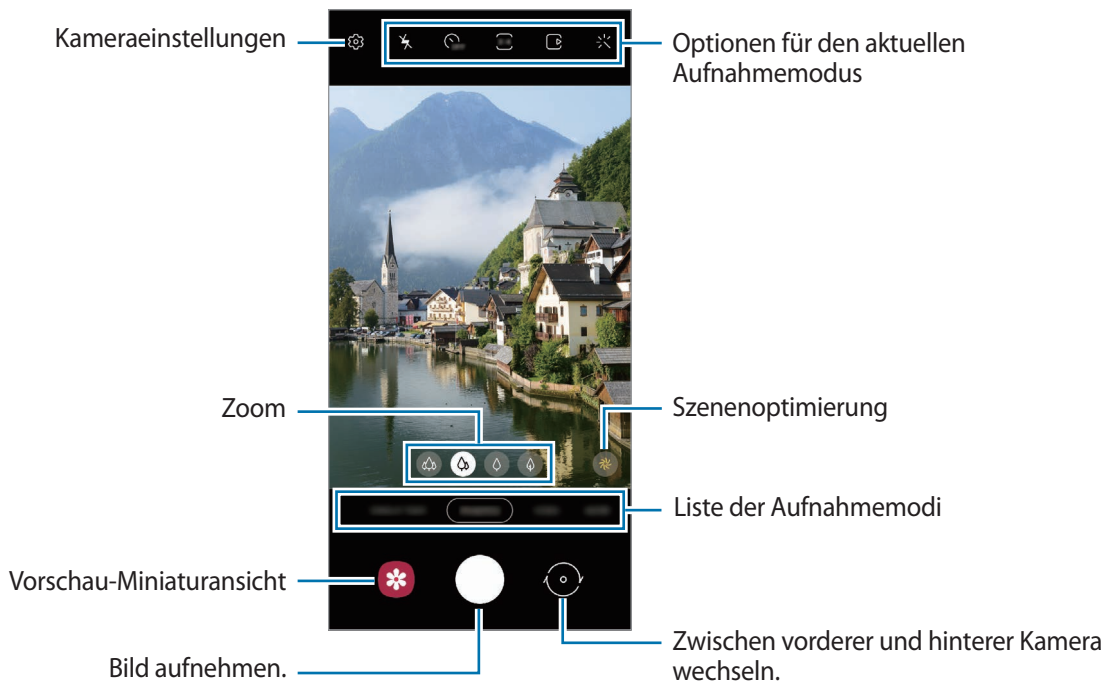 Kameraeinstellungen
Optionen für den aktuellen
Aufnahmemodus
Zoom
Szenenoptimierung
Liste der Aufnahmemodi
Vorschau-Miniaturansicht
Bild aufnehmen.
Zwischen vorderer und hinterer Kamera
wechseln.